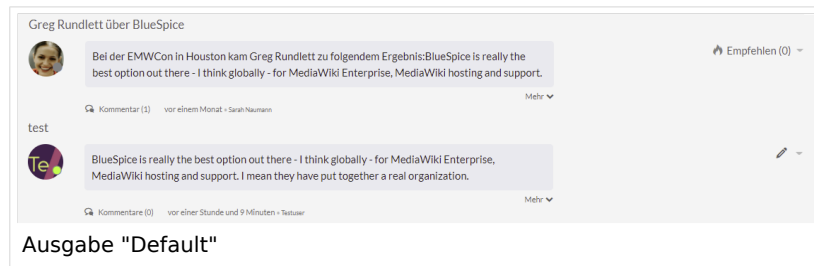 Greg Rundlett über BlueSpice
Bei der EMWCon in Houston kam Greg Rundlett zu folgendem Ergebnis:BlueSpice is really the
best option out there - I think globally - for MediaWiki Enterprise, MediaWiki hosting and support.
Empfehlen (0)
Mehr
Kommentar (1) vor einem Monat • Sarah Naumann
test
Te
BlueSpice is really the best option out there - I think globally - for MediaWiki Enterprise,
MediaWiki hosting and support. I mean they have put together a real organization.
Mehr
Kommentare (0) vor einer Stunde und 9 Minuten • Testuser
Ausgabe "Default"